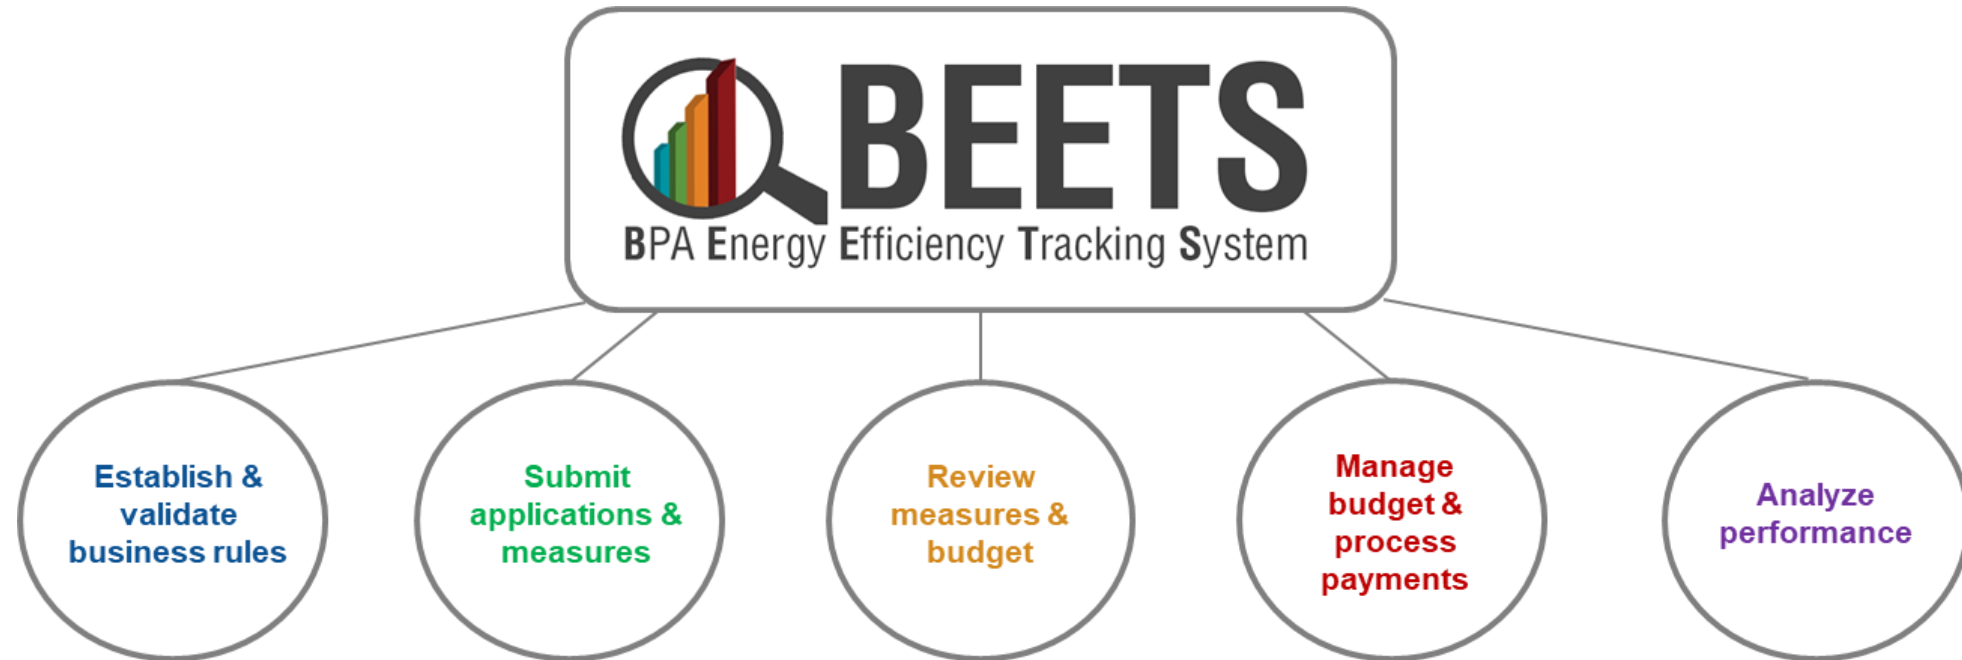 BEETS
BPA Energy Efficiency Tracking System
Establish &
validate
business rules
Submit
applications &
measures
Review
measures &
budget
Manage
budget &
process
payments
Analyze
performance